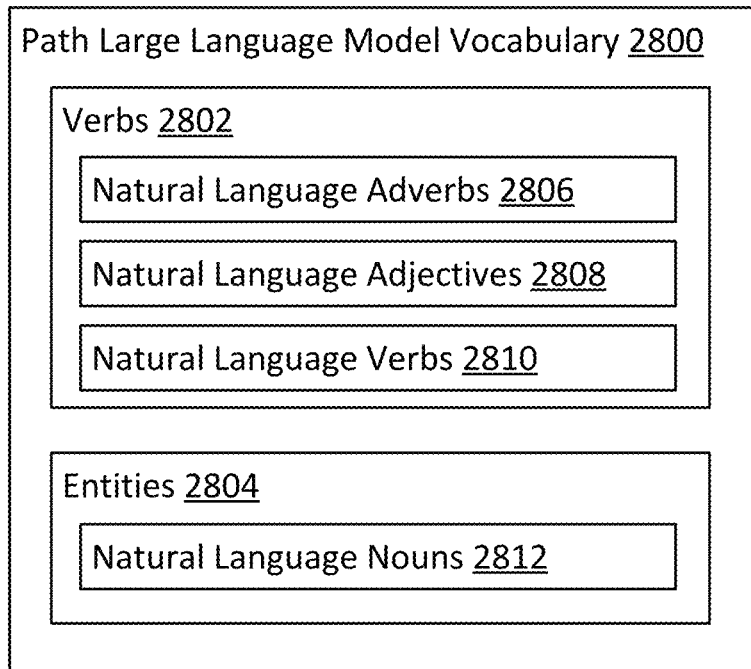 Path Large Language Model Vocabulary 2800
Verbs 2802
Natural Language Adverbs 2806
Natural Language Adjectives 2808
Natural Language Verbs 2810
Entities 2804
Natural Language Nouns 2812